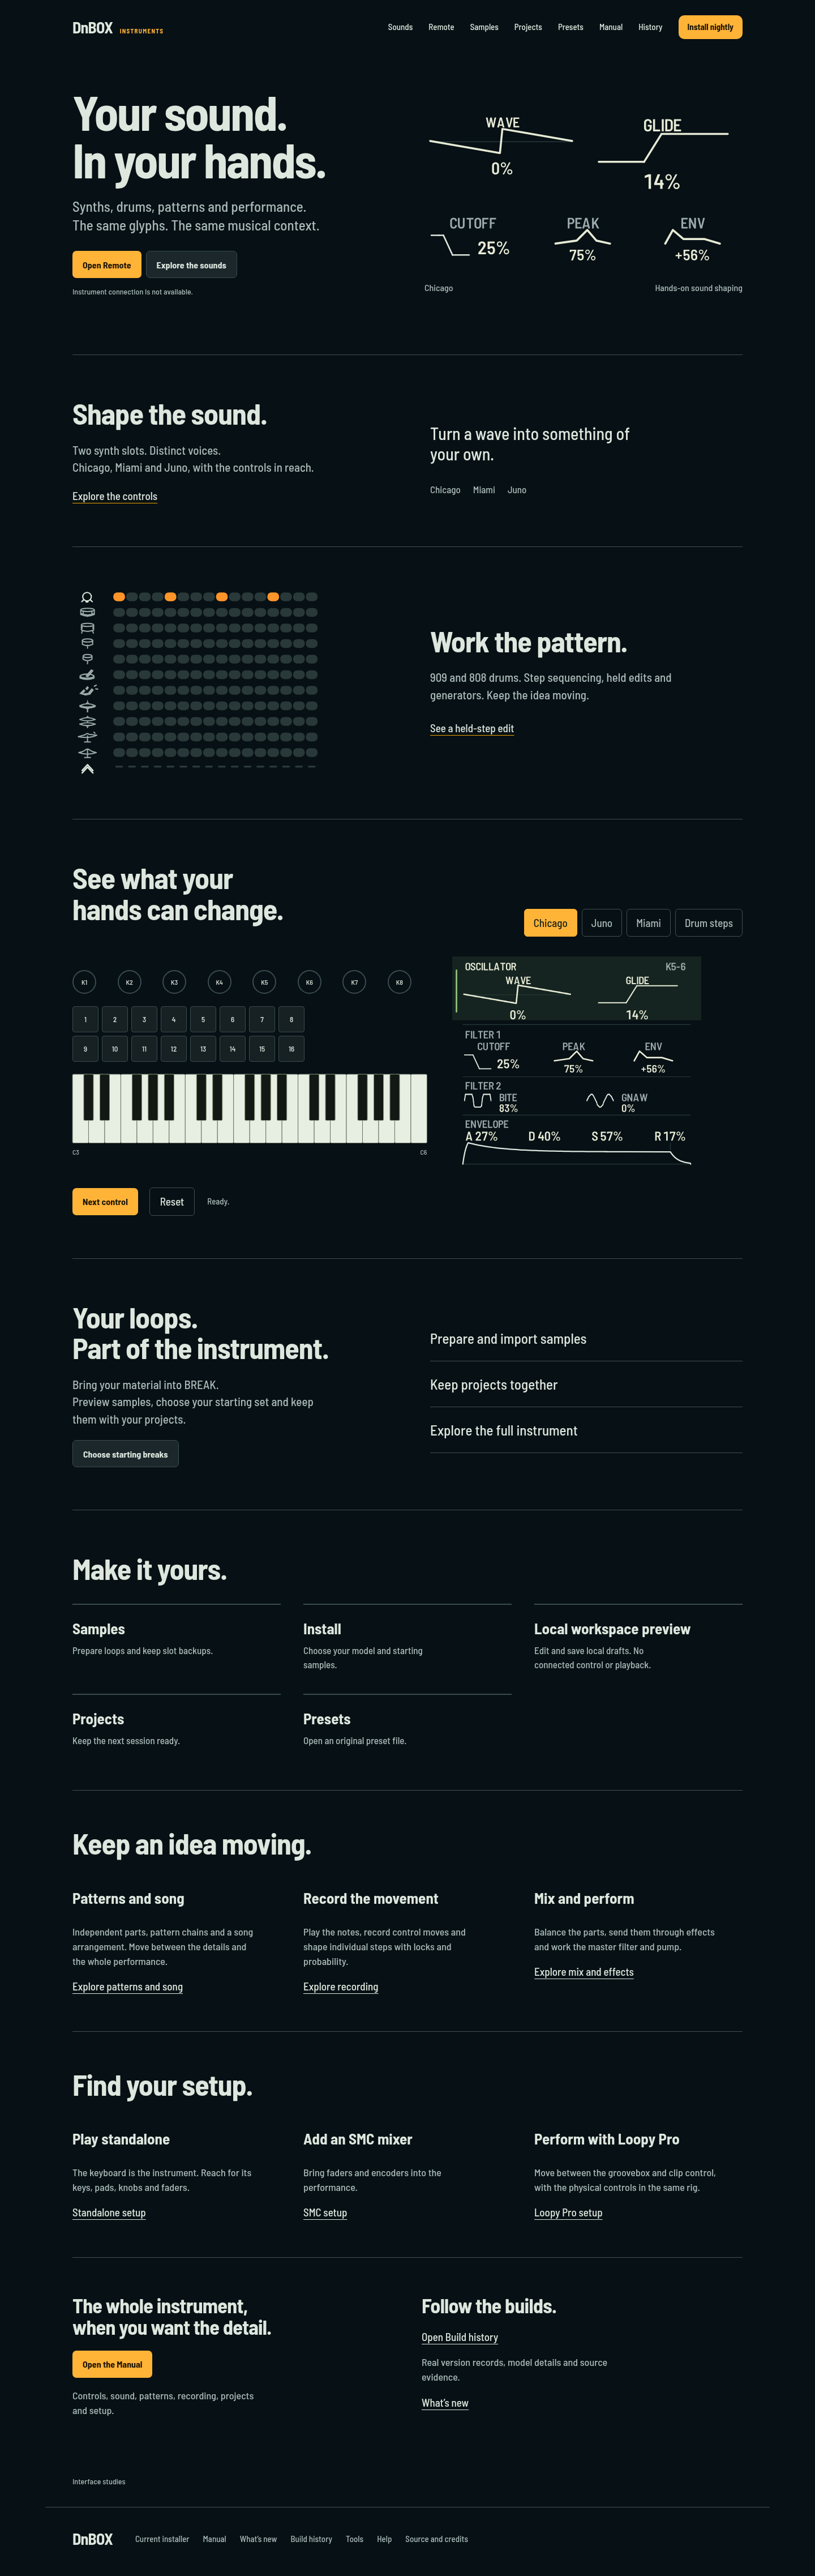 DnBOX INSTRUMENTS
Sounds Remote Samples Projects Presets Manual History Install nightly
Your sound.
In your hands.
Synths, drums, patterns and performance.
The same glyphs. The same musical context.
Open Remote Explore the sounds
Instrument connection is not available.
WAVE
0%
GLIDE
14%
CUTOFF
25%
PEAK
75%
ENV
+56%
Chicago Hands-on sound shaping
Shape the sound.
Two synth slots. Distinct voices.
Chicago, Miami and Juno, with the controls in reach.
Explore the controls
Turn a wave into something of
your own.
Chicago Miami Juno
Work the pattern.
909 and 808 drums. Step sequencing, held edits and
generators. Keep the idea moving.
See a held-step edit
See what your
hands can change.
Chicago Juno Miami Drum steps
K1 K2 K3 K4 K5 K6 K7 K8
1 2 3 4 5 6 7 8
9 10 11 12 13 14 15 16
C3 C6
OSCILLATOR K5-6
WAVE GLIDE
0% 14%
FILTER 1
CUTOFF PEAK ENV
25% 75% +56%
FILTER 2
BITE GNAW
83% 0%
ENVELOPE
A 27% D 40% S 57% R 17%
Next control Reset Ready.
Your loops.
Part of the instrument.
Bring your material into BREAK.
Preview samples, choose your starting set and keep
them with your projects.
Choose starting breaks
Prepare and import samples
Keep projects together
Explore the full instrument
Make it yours.
Samples
Prepare loops and keep slot backups.
Install
Choose your model and starting
samples.
Local workspace preview
Edit and save local drafts. No
connected control or playback.
Projects
Keep the next session ready.
Presets
Open an original preset file.
Keep an idea moving.
Patterns and song
Independent parts, pattern chains and a song
arrangement. Move between the details and
the whole performance.
Explore patterns and song
Record the movement
Play the notes, record control moves and
shape individual steps with locks and
probability.
Explore recording
Mix and perform
Balance the parts, send them through effects
and work the master filter and pump.
Explore mix and effects
Find your setup.
Play standalone
The keyboard is the instrument. Reach for its
keys, pads, knobs and faders.
Standalone setup
Add an SMC mixer
Bring faders and encoders into the
performance.
SMC setup
Perform with Loopy Pro
Move between the groovebox and clip control,
with the physical controls in the same rig.
Loopy Pro setup
The whole instrument,
when you want the detail.
Open the Manual
Controls, sound, patterns, recording, projects
and setup.
Follow the builds.
Open Build history
Real version records, model details and source
evidence.
What's new
Interface studies
DnBOX Current installer Manual What's new Build history Tools Help Source and credits